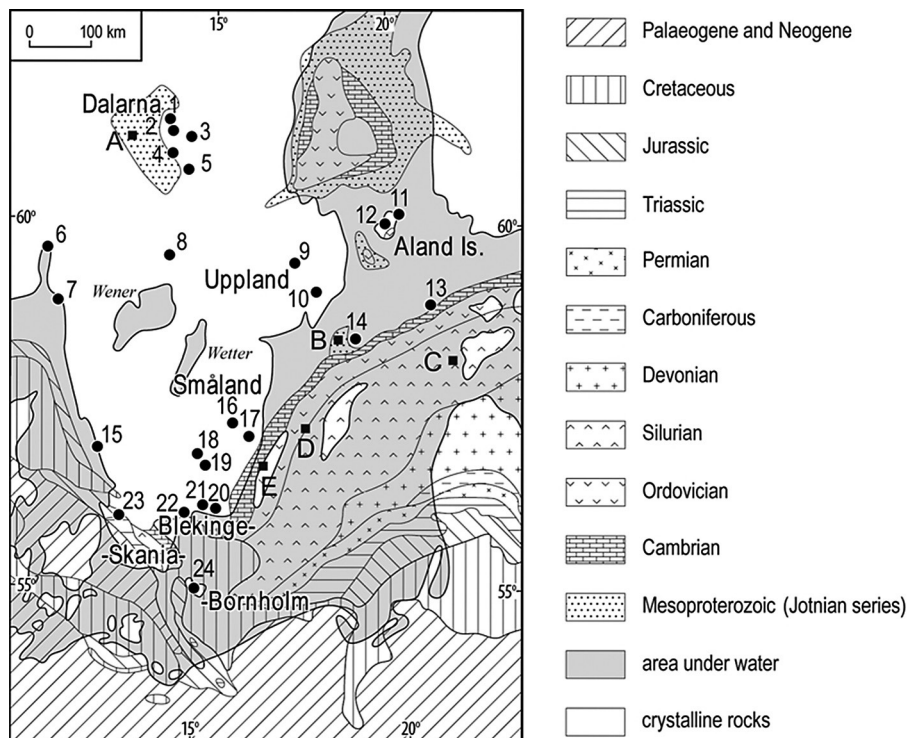 15° 20°
0 100 km
Dalarna 1
2 3
A
4 5
11
60° 12 60°
Aland Is.
6 8 9
Uppland
7 Wener 10 13
B 14
Wetter C
Småland
16 17
D
15 18
19 E
21 20
23 22
Blekinge-
-Skania-
24
55° -Bornholm 55°
15° 20°
Palaeogene and Neogene
Cretaceous
Jurassic
Triassic
Permian
Carboniferous
Devonian
Silurian
Ordovician
Cambrian
Mesoproterozoic (Jotnian series)
area under water
crystalline rocks